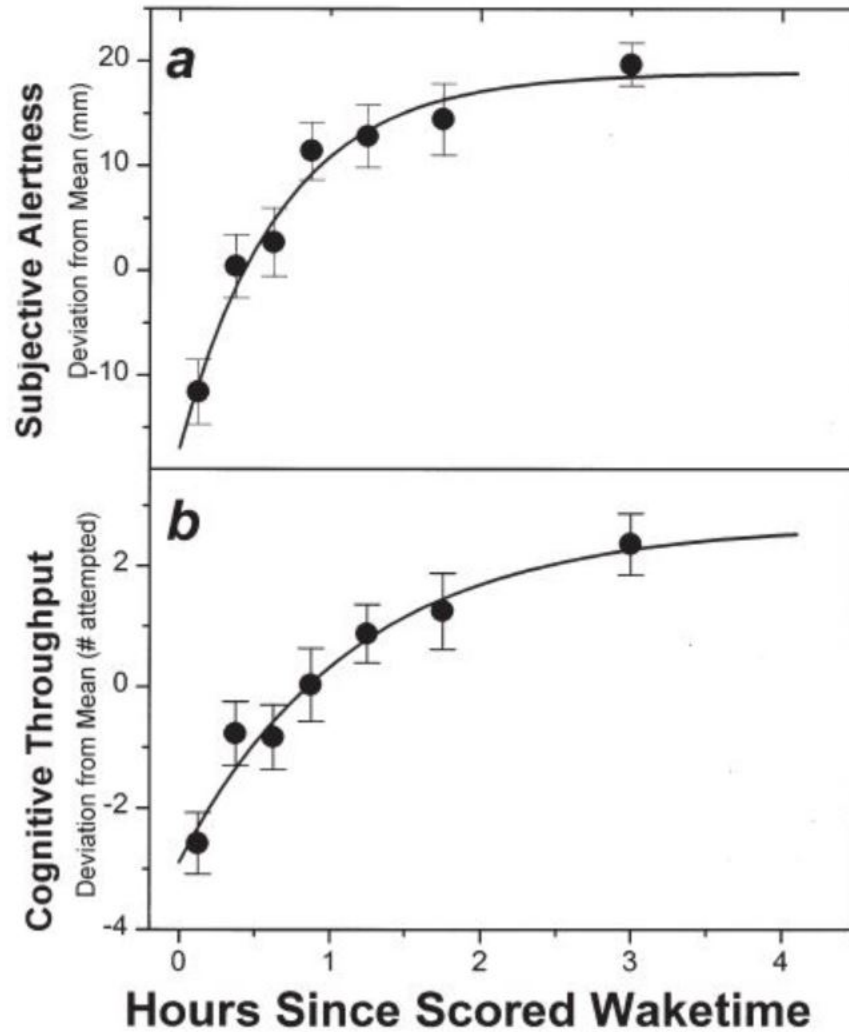 a
Subjective Alertness
Deviation from Mean (mm)
20
10
0
-10
b
Cognitive Throughput
Deviation from Mean (# attempted)
2
0
-2
-4
0 1 2 3 4
Hours Since Scored Waketime